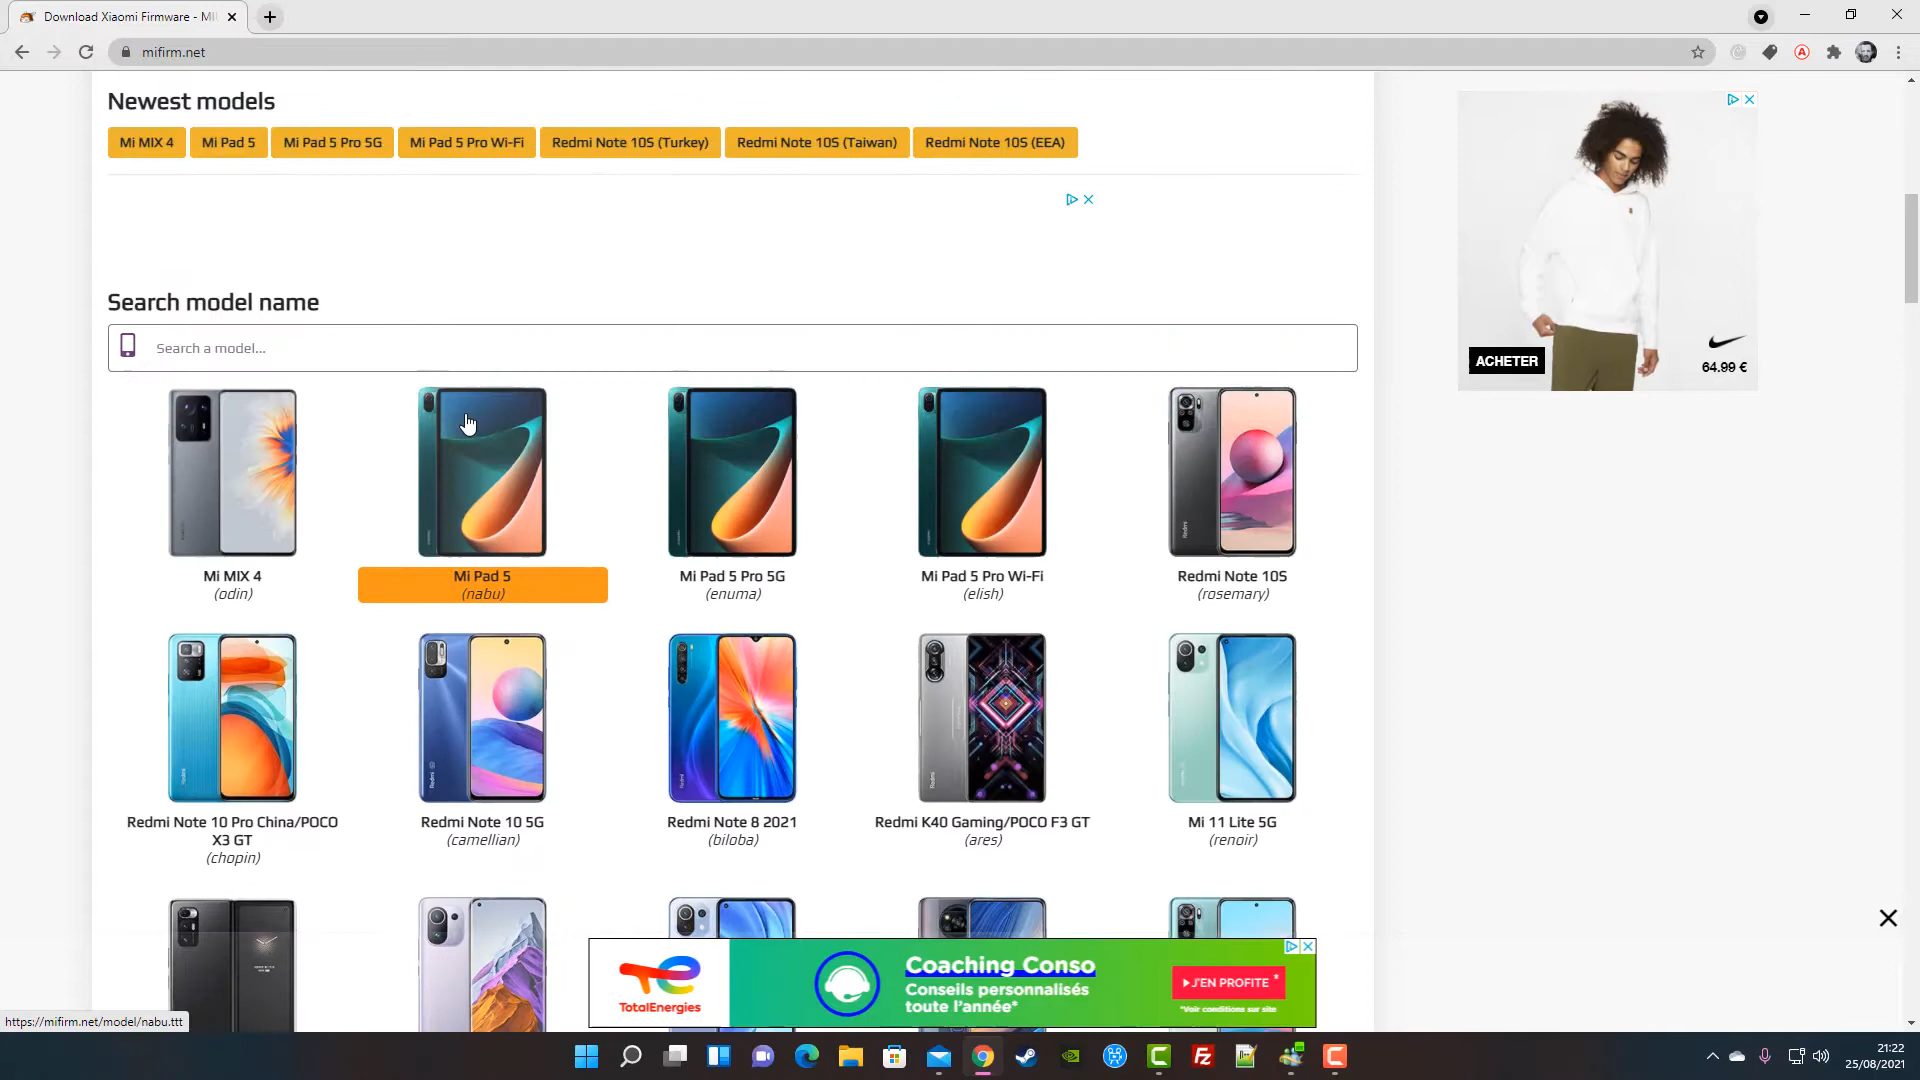 Download Xiaomi Firmware - MI
mifirm.net
Newest models
Mi MIX 4
Mi Pad 5
Mi Pad 5 Pro 5G
Mi Pad 5 Pro Wi-Fi
Redmi Note 10S (Turkey)
Redmi Note 10S (Taiwan)
Redmi Note 10S (EEA)
Search model name
Search a model...
ACHETER
64.99 €
Mi MIX 4
(odin)
Mi Pad 5
(nabu)
Mi Pad 5 Pro 5G
(enuma)
Mi Pad 5 Pro Wi-Fi
(elish)
Redmi Note 10S
(rosemary)
Redmi Note 10 Pro China/POCO
X3 GT
(chopin)
Redmi Note 10 5G
(camellian)
Redmi Note 8 2021
(biloba)
Redmi K40 Gaming/POCO F3 GT
(ares)
Mi 11 Lite 5G
(renoir)
TotalEnergies
Coaching Conso
Conseils personnalisés
toute l'année*
J'EN PROFITE *
*Voir conditions sur site
https://mifirm.net/model/nabu.ttt
21:22
25/08/2021